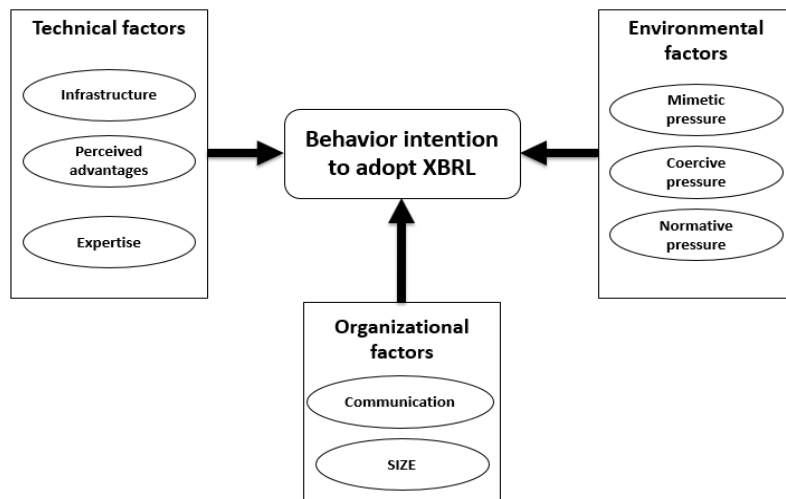 Technical factors
Infrastructure
Perceived
advantages
Expertise
Behavior intention
to adopt XBRL
Environmental
factors
Mimetic
pressure
Coercive
pressure
Normative
pressure
Organizational
factors
Communication
SIZE